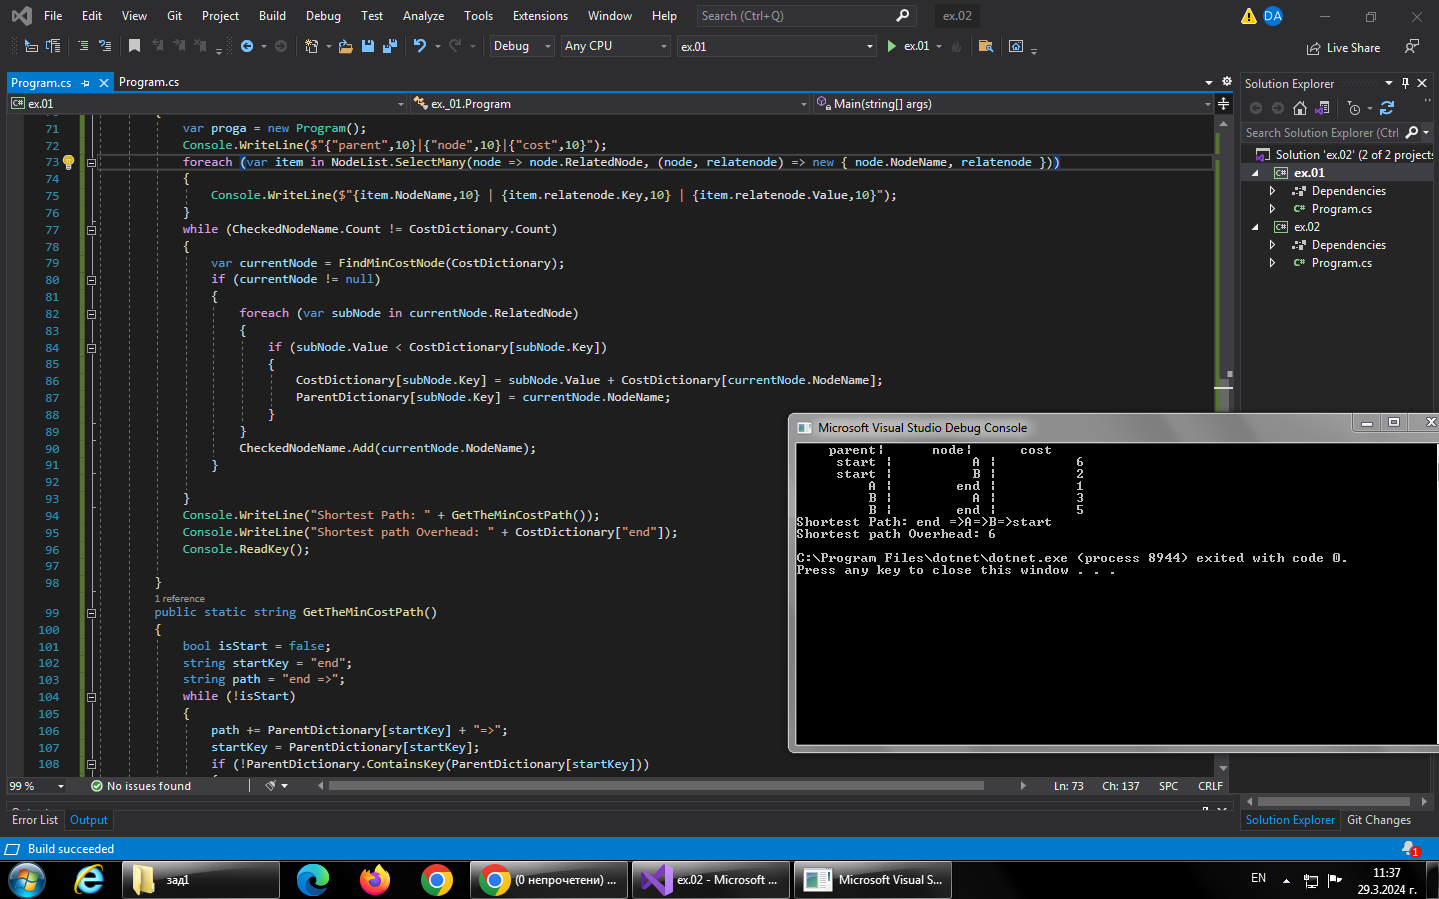 File Edit View Git Project Build Debug Test Analyze Tools Extensions Window Help Search (Ctrl+Q) ex.02 DA
Debug Any CPU ex.01 ex.01 Live Share
Program.cs Program.cs
ex.01 ex._01.Program Main(string[] args)
71 var proga = new Program();
72 Console.WriteLine($"{"parent",10}|{"node",10}|{"cost",10}");
73 foreach (var item in NodeList.SelectMany(node => node.RelatedNode, (node, relatenode) => new { node.NodeName, relatenode }))
74 {
75 Console.WriteLine($"{item.NodeName,10} | {item.relatenode.Key,10} | {item.relatenode.Value,10}");
76 }
77 while (CheckedNodeName.Count != CostDictionary.Count)
78 {
79 var currentNode = FindMinCostNode(CostDictionary);
80 if (currentNode != null)
81 {
82 foreach (var subNode in currentNode.RelatedNode)
83 {
84 if (subNode.Value < CostDictionary[subNode.Key])
85 {
86 CostDictionary[subNode.Key] = subNode.Value + CostDictionary[currentNode.NodeName];
87 ParentDictionary[subNode.Key] = currentNode.NodeName;
88 }
89 }
90 CheckedNodeName.Add(currentNode.NodeName);
91 }
92
93 }
94 Console.WriteLine("Shortest Path: " + GetTheMinCostPath());
95 Console.WriteLine("Shortest path Overhead: " + CostDictionary["end"]);
96 Console.ReadKey();
97
98 }
1 reference
99 public static string GetTheMinCostPath()
100 {
101 bool isStart = false;
102 string startKey = "end";
103 string path = "end =>";
104 while (!isStart)
105 {
106 path += ParentDictionary[startKey] + "=>";
107 startKey = ParentDictionary[startKey];
108 if (!ParentDictionary.ContainsKey(ParentDictionary[startKey]))
99 % No issues found Ln: 73 Ch: 137 SPC CRLF
Error List Output
Build succeeded
Solution Explorer
Search Solution Explorer (Ctrl
Solution 'ex.02' (2 of 2 projects
ex.01
Dependencies
C# Program.cs
ex.02
Dependencies
C# Program.cs
Solution Explorer Git Changes
1
Microsoft Visual Studio Debug Console
parent| node| cost
start | A | 6
start | B | 2
A | end | 1
B | A | 3
B | end | 5
Shortest Path: end =>A=>B=>start
Shortest path Overhead: 6
C:\Program Files\dotnet\dotnet.exe (process 8944) exited with code 0.
Press any key to close this window . . .
зад1 (0 непрочетени) ... ex.02 - Microsoft ... Microsoft Visual S... EN 11:37
29.3.2024 г.